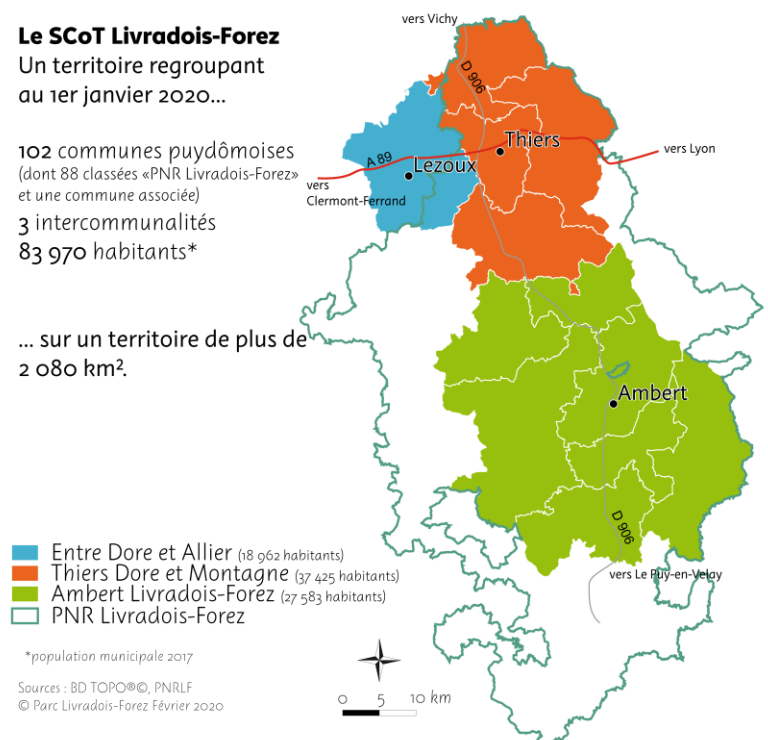 Le SCoT Livradois-Forez
Un territoire regroupant
au 1er janvier 2020...
102 communes puydômoises
(dont 88 classées «PNR Livradois-Forez»
et une commune associée)
3 intercommunalités
83 970 habitants*
... sur un territoire de plus de
2 080 km².
vers Vichy
D 906
Thiers
A 89
Lezoux
vers Lyon
vers
Clermont-Ferrand
Ambert
D 906
vers Le Puy-en-Velay
Entre Dore et Allier (18 962 habitants)
Thiers Dore et Montagne (37 425 habitants)
Ambert Livradois-Forez (27 583 habitants)
PNR Livradois-Forez
*population municipale 2017
Sources : BD TOPO®©, PNRLF
© Parc Livradois-Forez Février 2020
0 5 10 km